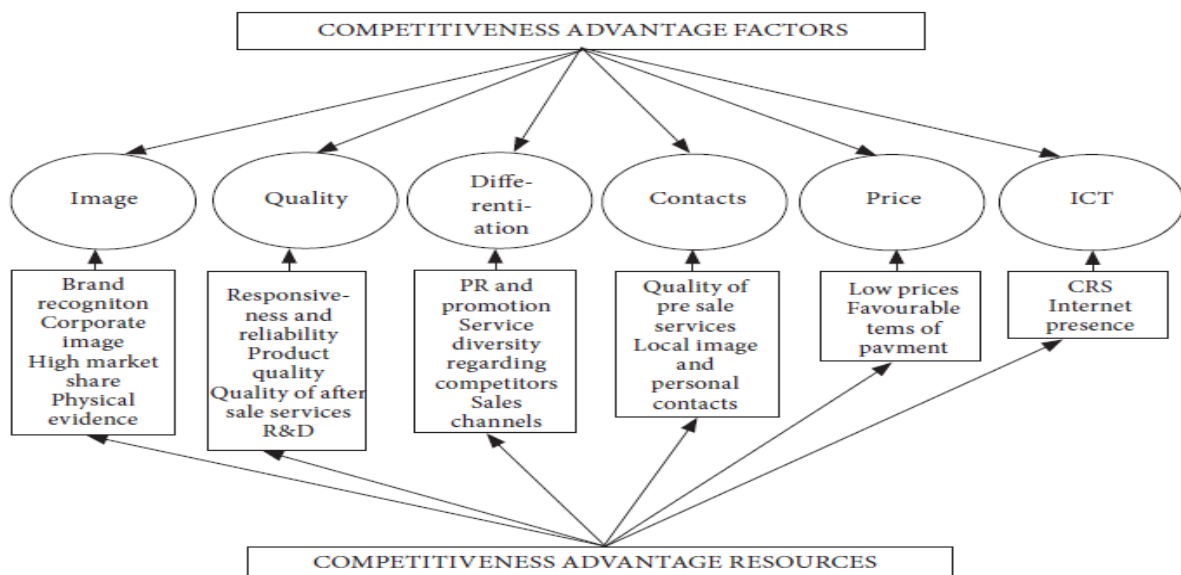 COMPETITIVENESS ADVANTAGE FACTORS
Image
Quality
Diffe-
renti-
ation
Contacts
Price
ICT
Brand
recogniton
Corporate
image
High market
share
Physical
evidence
Responsive-
ness and
reliability
Product
quality
Quality of after
sale services
R&D
PR and
promotion
Service
diversity
regarding
competitors
Sales
channels
Quality of
pre sale
services
Local image
and
personal
contacts
Low prices
Favourable
tems of
pavment
CRS
Internet
presence
COMPETITIVENESS ADVANTAGE RESOURCES